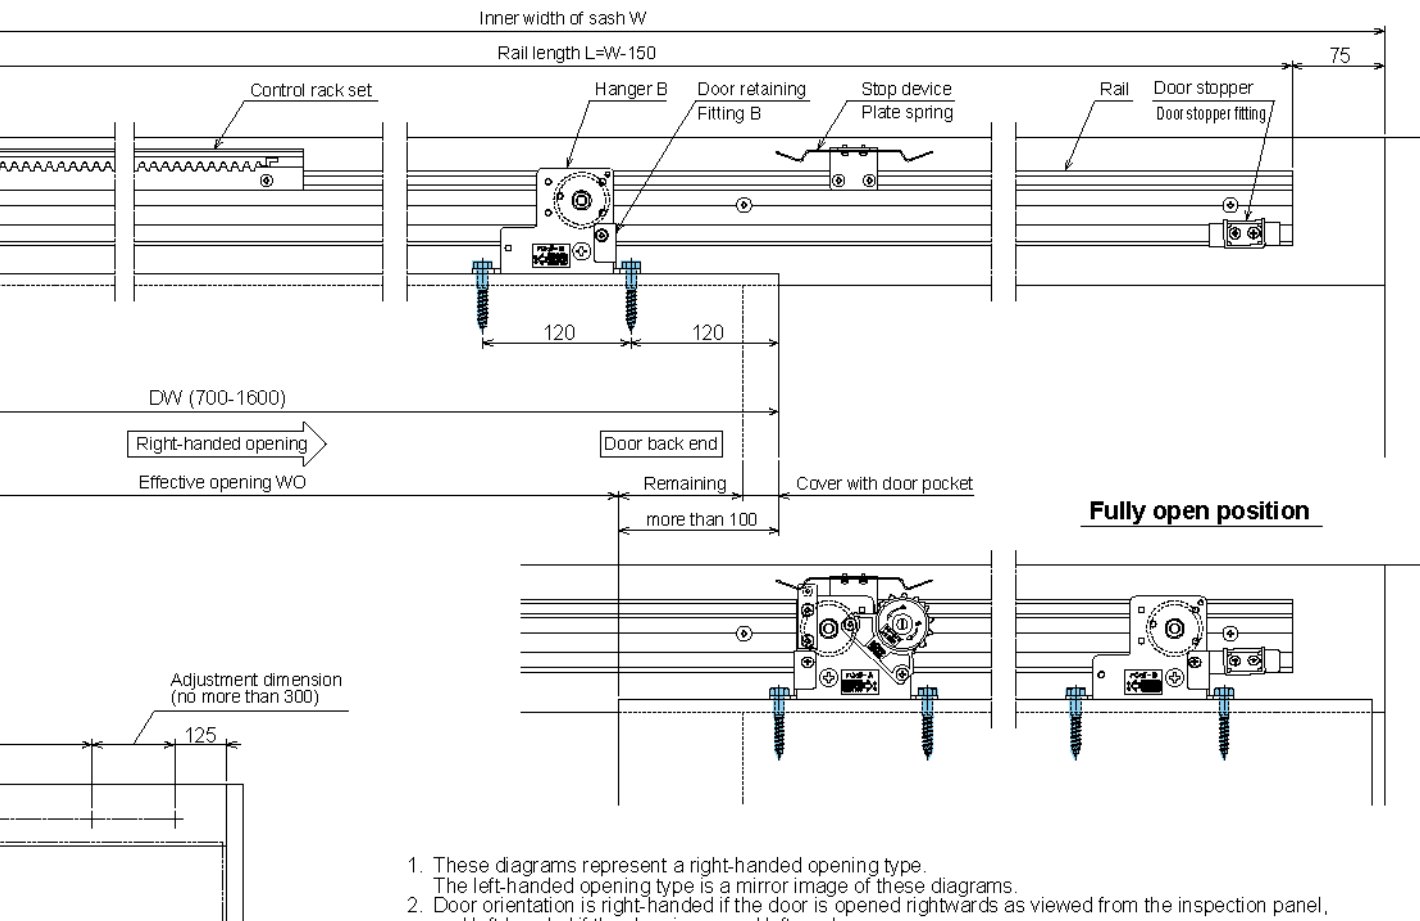 Inner width of sash W
Rail length L=W-150
75
Control rack set
Hanger B
Door retaining
Fitting B
Stop device
Plate spring
Rail
Door stopper
Door stopper fitting
120
120
DW (700-1600)
Right-handed opening
Door back end
Effective opening WO
Remaining
Cover with door pocket
more than 100
Fully open position
Adjustment dimension
(no more than 300)
125
1. These diagrams represent a right-handed opening type.
The left-handed opening type is a mirror image of these diagrams.
2. Door orientation is right-handed if the door is opened rightwards as viewed from the inspection panel,